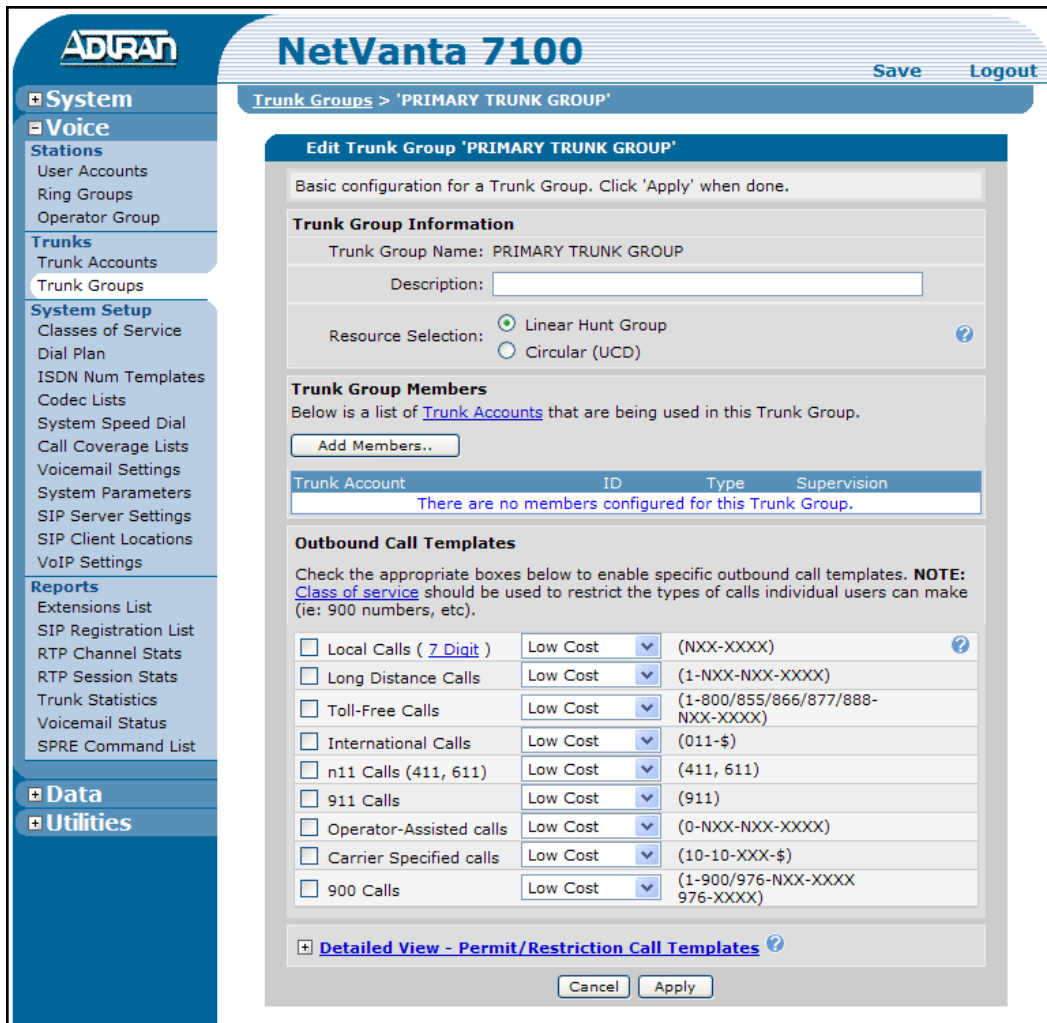 ADTRAN
NetVanta 7100
Save
Logout
System
Voice
Stations
User Accounts
Ring Groups
Operator Group
Trunks
Trunk Accounts
Trunk Groups
System Setup
Classes of Service
Dial Plan
ISDN Num Templates
Codec Lists
System Speed Dial
Call Coverage Lists
Voicemail Settings
System Parameters
SIP Server Settings
SIP Client Locations
VoIP Settings
Reports
Extensions List
SIP Registration List
RTP Channel Stats
RTP Session Stats
Trunk Statistics
Voicemail Status
SPRE Command List
Data
Utilities
Trunk Groups > 'PRIMARY TRUNK GROUP'
Edit Trunk Group 'PRIMARY TRUNK GROUP'
Basic configuration for a Trunk Group. Click 'Apply' when done.
Trunk Group Information
Trunk Group Name: PRIMARY TRUNK GROUP
Description:
Resource Selection:
Linear Hunt Group
Circular (UCD)
?
Trunk Group Members
Below is a list of Trunk Accounts that are being used in this Trunk Group.
Add Members..
Trunk Account ID Type Supervision
There are no members configured for this Trunk Group.
Outbound Call Templates
Check the appropriate boxes below to enable specific outbound call templates. NOTE:
Class of service should be used to restrict the types of calls individual users can make
(ie: 900 numbers, etc).
Local Calls ( 7 Digit ) Low Cost (NXX-XXXX) ?
Long Distance Calls Low Cost (1-NXX-NXX-XXXX)
Toll-Free Calls Low Cost (1-800/855/866/877/888-
NXX-XXXX)
International Calls Low Cost (011-$)
n11 Calls (411, 611) Low Cost (411, 611)
911 Calls Low Cost (911)
Operator-Assisted calls Low Cost (0-NXX-NXX-XXXX)
Carrier Specified calls Low Cost (10-10-XXX-$)
900 Calls Low Cost (1-900/976-NXX-XXXX
976-XXXX)
Detailed View - Permit/Restriction Call Templates ?
Cancel Apply